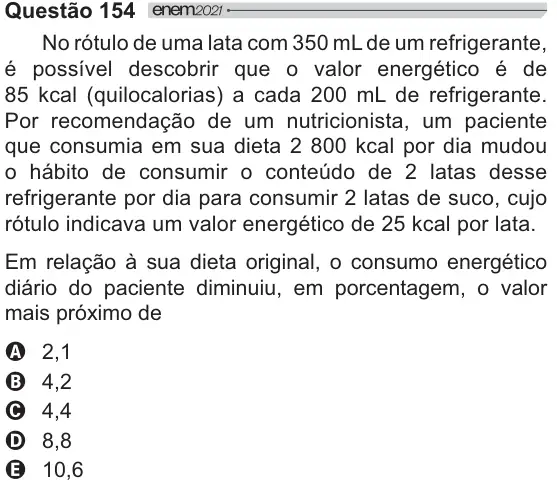 Questão 154 enem2021
No rótulo de uma lata com 350 mL de um refrigerante,
é possível descobrir que o valor energético é de
85 kcal (quilocalorias) a cada 200 mL de refrigerante.
Por recomendação de um nutricionista, um paciente
que consumia em sua dieta 2 800 kcal por dia mudou
o hábito de consumir o conteúdo de 2 latas desse
refrigerante por dia para consumir 2 latas de suco, cujo
rótulo indicava um valor energético de 25 kcal por lata.
Em relação à sua dieta original, o consumo energético
diário do paciente diminuiu, em porcentagem, o valor
mais próximo de
A 2,1
B 4,2
C 4,4
D 8,8
E 10,6